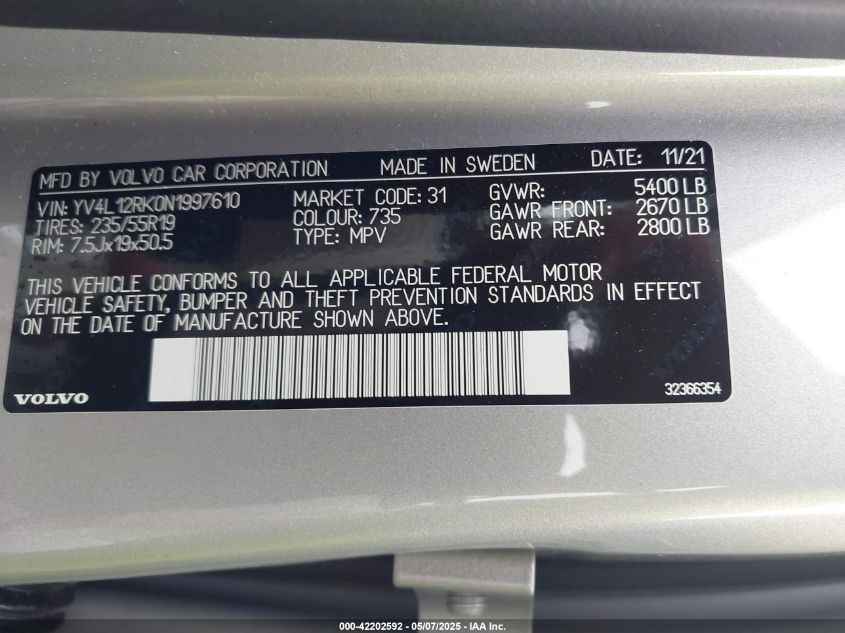 MFD BY VOLVO CAR CORPORATION MADE IN SWEDEN DATE: 11/21
VIN: YV4L12RK0N1997610 MARKET CODE: 31 GVWR: 5400 LB
TIRES: 235/55R19 COLOUR: 735 GAWR FRONT: 2670 LB
RIM: 7.5Jx19x50.5 TYPE: MPV GAWR REAR: 2800 LB
THIS VEHICLE CONFORMS TO ALL APPLICABLE FEDERAL MOTOR
VEHICLE SAFETY, BUMPER AND THEFT PREVENTION STANDARDS IN EFFECT
ON THE DATE OF MANUFACTURE SHOWN ABOVE.
VOLVO 32366354
000-42202592 - 05/07/2025 - IAA Inc.